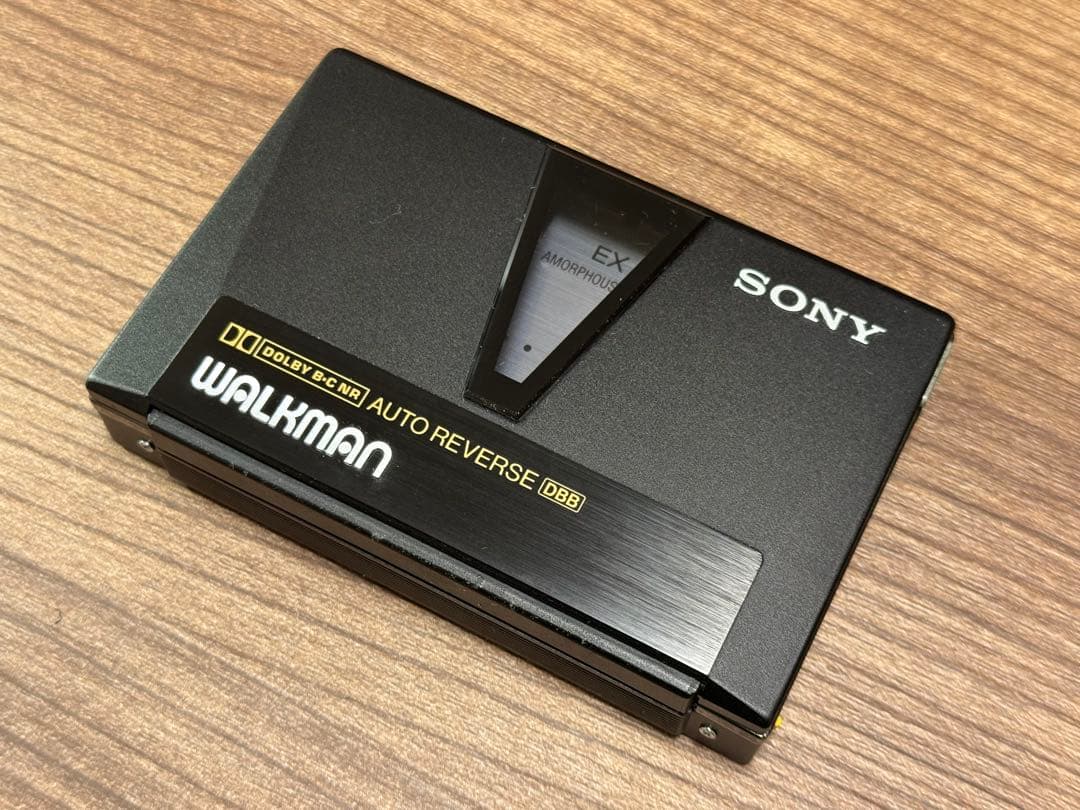 EX
AMORPHOUS
SONY
DOLBY B·C NR AUTO REVERSE DBB
WALKMAN